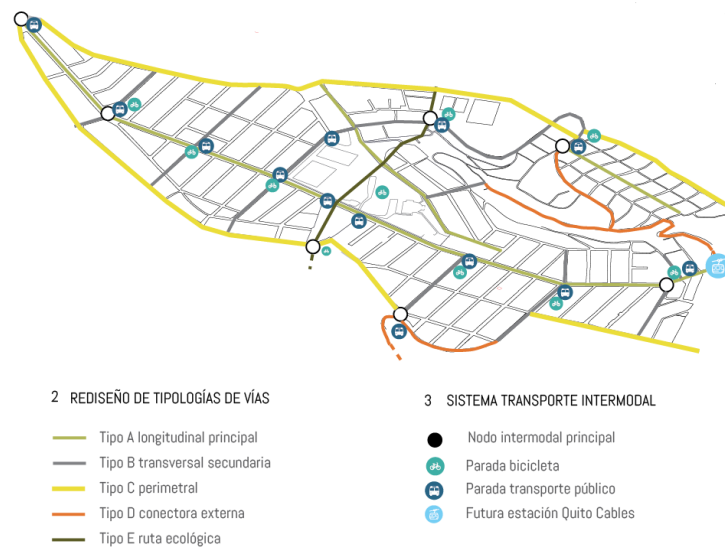 2 REDISEÑO DE TIPOLOGÍAS DE VÍAS
Tipo A longitudinal principal
Tipo B transversal secundaria
Tipo C perimetral
Tipo D conectora externa
Tipo E ruta ecológica
3 SISTEMA TRANSPORTE INTERMODAL
Nodo intermodal principal
Parada bicicleta
Parada transporte público
Futura estación Quito Cables